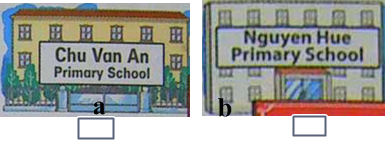 Chu Van An
Primary School
a
Nguyen Hue
Primary School
b